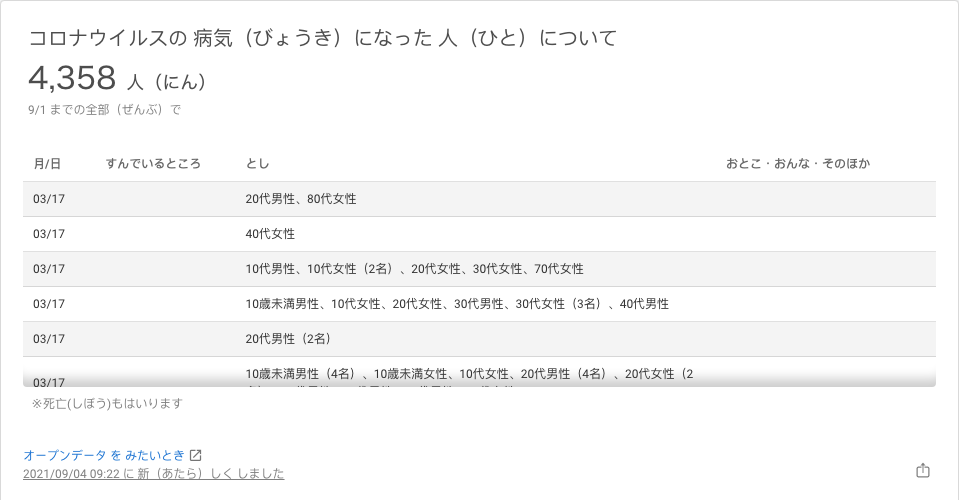 コロナウイルスの 病気（びょうき）になった 人（ひと）について
4,358 人（にん）
9/1 までの全部（ぜんぶ）で
月/日 すんでいるところ とし おとこ・おんな・そのほか
03/17 20代男性、80代女性
03/17 40代女性
03/17 10代男性、10代女性（2名）、20代女性、30代女性、70代女性
03/17 10歳未満男性、10代女性、20代女性、30代男性、30代女性（3名）、40代男性
03/17 20代男性（2名）
03/17 10歳未満男性（4名）、10歳未満女性、10代女性、20代男性（4名）、20代女性（2
※死亡(しぼう)もはいります
オープンデータ を みたいとき
2021/09/04 09:22 に 新（あたら）しく しました